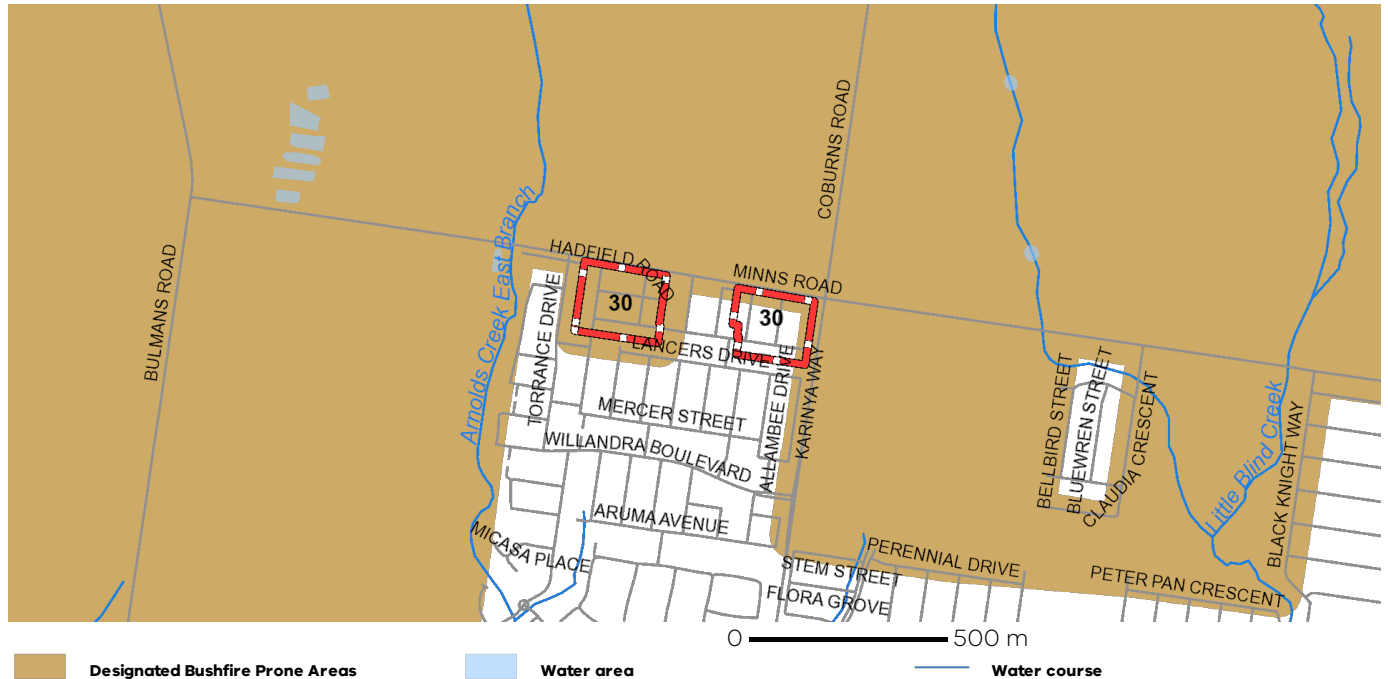 COBURNS ROAD
Arnolds Creek East Branch
BULMANS ROAD
HADFIELD ROAD
MINNS ROAD
30
30
TORRANCE DRIVE
LANCERS DRIVE
ALLAMBEE DRIVE
KARINYA WAY
MERCER STREET
WILLANDRA BOULEVARD
BELLBIRD STREET
BLUEWREN STREET
CLAUDIA CRESCENT
Little Blind Creek
BLACK KNIGHT WAY
ARUMA AVENUE
MICASA PLACE
STEM STREET
PERENNIAL DRIVE
FLORA GROVE
PETER PAN CRESCENT
0 500 m
Designated Bushfire Prone Areas
Water area
Water course